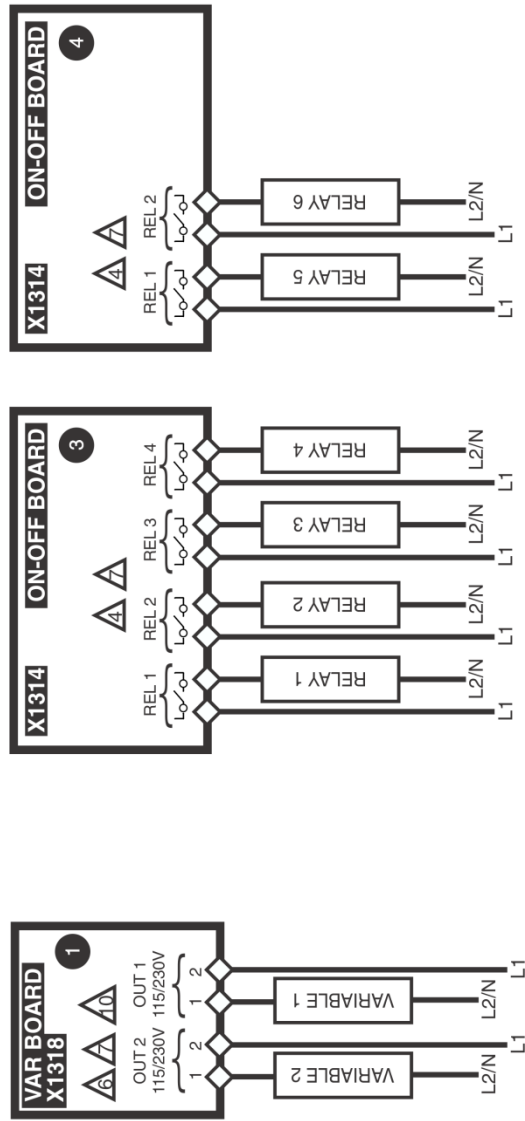 VAR BOARD
X1318
1
6 7 10
OUT 2
115/230V
OUT 1
115/230V
1 2 1 2
VARIABLE 2
VARIABLE 1
L2/N
L1
L2/N
L1
X1314 ON-OFF BOARD
3
4 7
REL 1 REL 2 REL 3 REL 4
RELAY 1
RELAY 2
RELAY 3
RELAY 4
L1
L2/N
L1
L2/N
L1
L2/N
L1
L2/N
X1314 ON-OFF BOARD
4
4 7
REL 1 REL 2
RELAY 5
RELAY 6
L1
L2/N
L1
L2/N